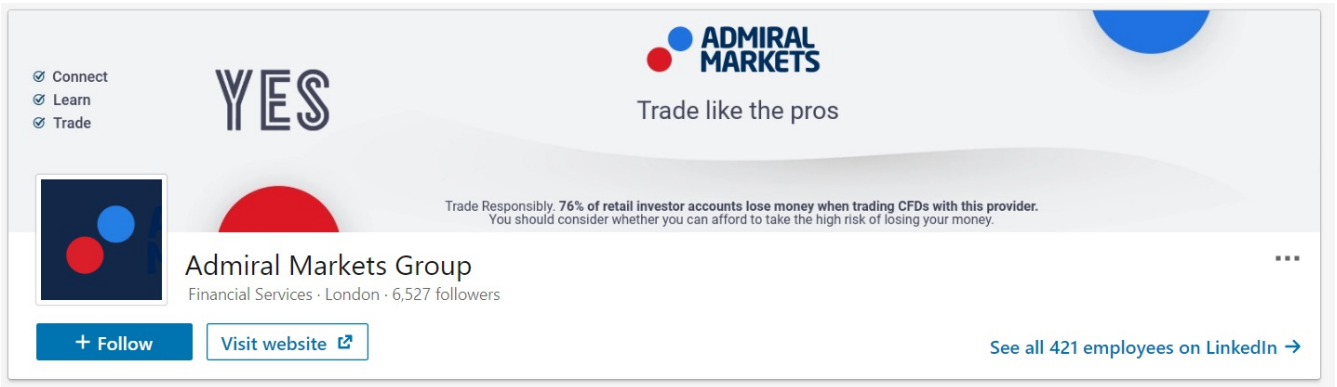 Connect
Learn
Trade
YES
ADMIRAL
MARKETS
Trade like the pros
Trade Responsibly. 76% of retail investor accounts lose money when trading CFDs with this provider.
You should consider whether you can afford to take the high risk of losing your money.
Admiral Markets Group
Financial Services · London · 6,527 followers
+ Follow
Visit website
See all 421 employees on LinkedIn →